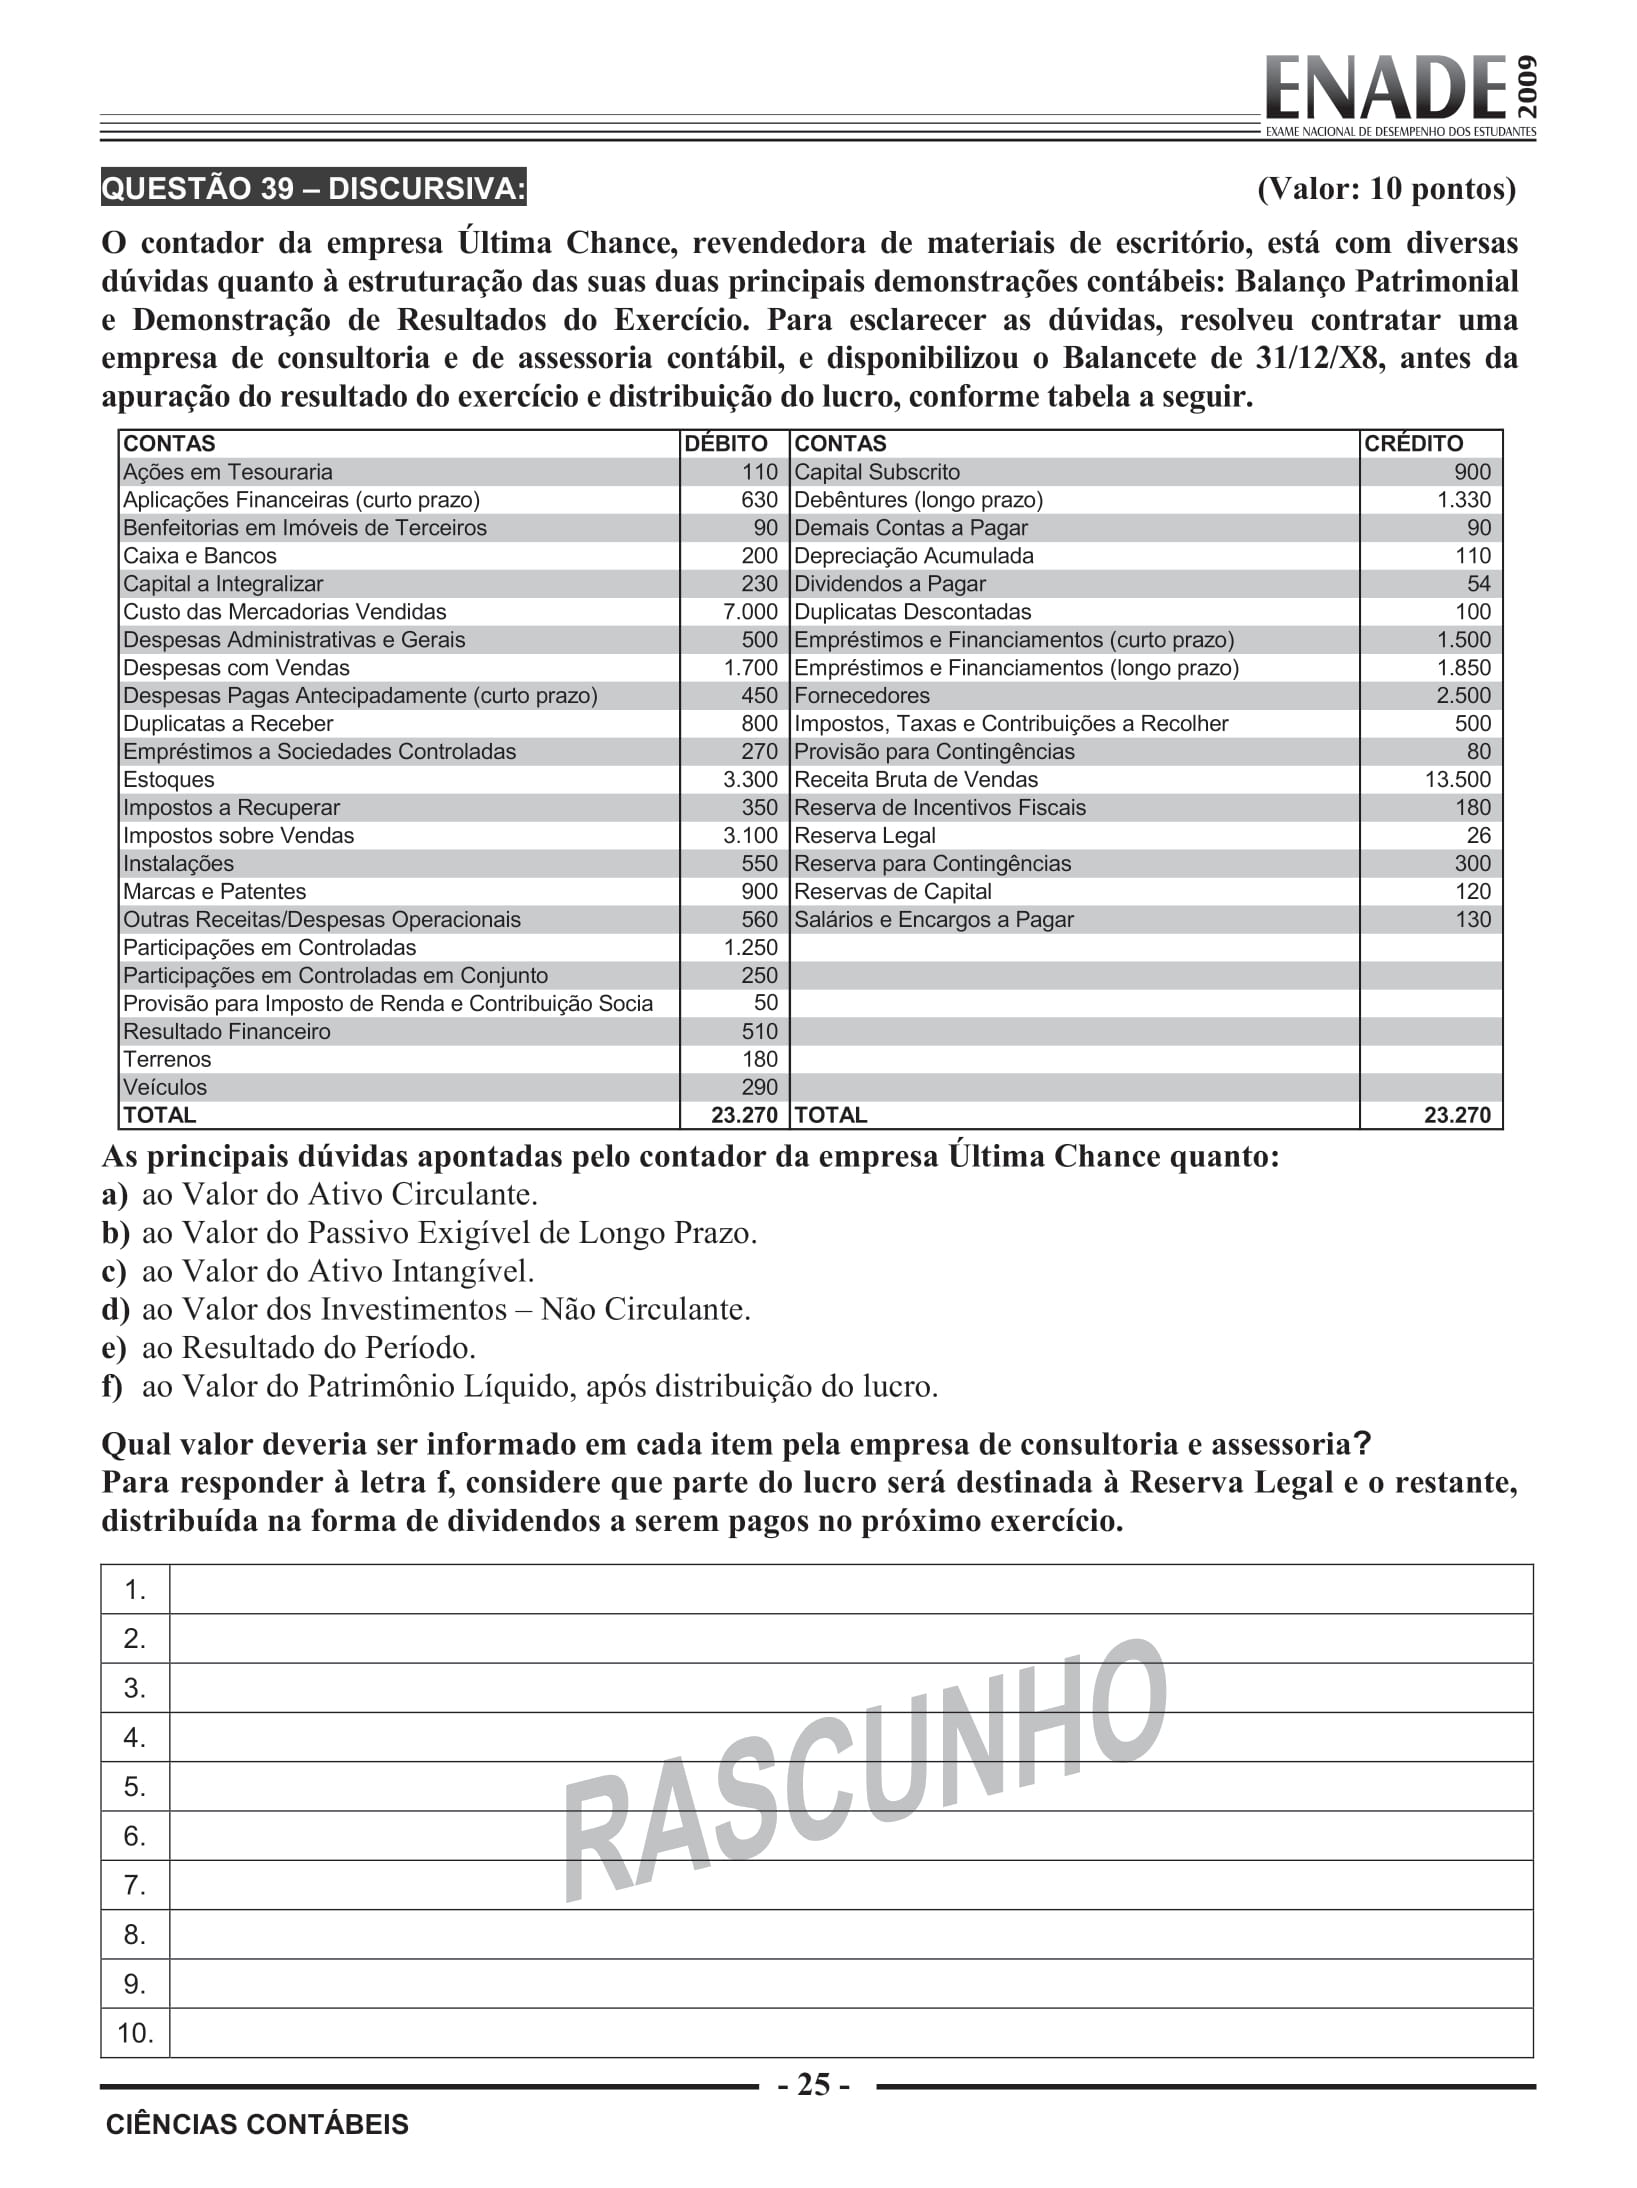 ENADE 2009
EXAME NACIONAL DE DESEMPENHO DOS ESTUDANTES
QUESTÃO 39 – DISCURSIVA: (Valor: 10 pontos)
O contador da empresa Última Chance, revendedora de materiais de escritório, está com diversas
dúvidas quanto à estruturação das suas duas principais demonstrações contábeis: Balanço Patrimonial
e Demonstração de Resultados do Exercício. Para esclarecer as dúvidas, resolveu contratar uma
empresa de consultoria e de assessoria contábil, e disponibilizou o Balancete de 31/12/X8, antes da
apuração do resultado do exercício e distribuição do lucro, conforme tabela a seguir.
CONTAS DÉBITO CONTAS CRÉDITO
Ações em Tesouraria 110 Capital Subscrito 900
Aplicações Financeiras (curto prazo) 630 Debêntures (longo prazo) 1.330
Benfeitorias em Imóveis de Terceiros 90 Demais Contas a Pagar 90
Caixa e Bancos 200 Depreciação Acumulada 110
Capital a Integralizar 230 Dividendos a Pagar 54
Custo das Mercadorias Vendidas 7.000 Duplicatas Descontadas 100
Despesas Administrativas e Gerais 500 Empréstimos e Financiamentos (curto prazo) 1.500
Despesas com Vendas 1.700 Empréstimos e Financiamentos (longo prazo) 1.850
Despesas Pagas Antecipadamente (curto prazo) 450 Fornecedores 2.500
Duplicatas a Receber 800 Impostos, Taxas e Contribuições a Recolher 500
Empréstimos a Sociedades Controladas 270 Provisão para Contingências 80
Estoques 3.300 Receita Bruta de Vendas 13.500
Impostos a Recuperar 350 Reserva de Incentivos Fiscais 180
Impostos sobre Vendas 3.100 Reserva Legal 26
Instalações 550 Reserva para Contingências 300
Marcas e Patentes 900 Reservas de Capital 120
Outras Receitas/Despesas Operacionais 560 Salários e Encargos a Pagar 130
Participações em Controladas 1.250
Participações em Controladas em Conjunto 250
Provisão para Imposto de Renda e Contribuição Socia 50
Resultado Financeiro 510
Terrenos 180
Veículos 290
TOTAL 23.270 TOTAL 23.270
As principais dúvidas apontadas pelo contador da empresa Última Chance quanto:
a) ao Valor do Ativo Circulante.
b) ao Valor do Passivo Exigível de Longo Prazo.
c) ao Valor do Ativo Intangível.
d) ao Valor dos Investimentos – Não Circulante.
e) ao Resultado do Período.
f) ao Valor do Patrimônio Líquido, após distribuição do lucro.
Qual valor deveria ser informado em cada item pela empresa de consultoria e assessoria?
Para responder à letra f, considere que parte do lucro será destinada à Reserva Legal e o restante,
distribuída na forma de dividendos a serem pagos no próximo exercício.
1.
2.
3.
4.
5.
6.
7.
8.
9.
10.
RASCUNHO
- 25 -
CIÊNCIAS CONTÁBEIS